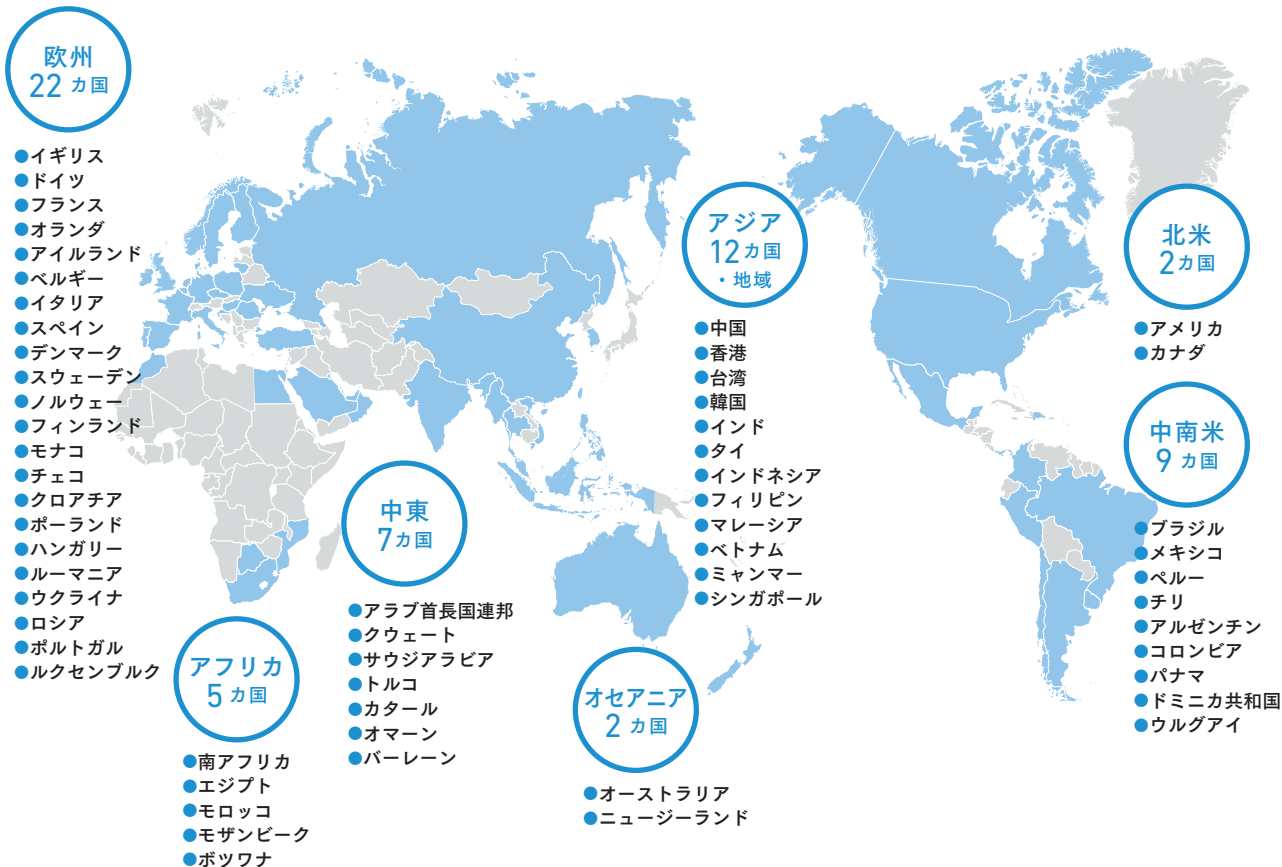 欧州
22 カ国
●イギリス
●ドイツ
●フランス
●オランダ
●アイルランド
●ベルギー
●イタリア
●スペイン
●デンマーク
●スウェーデン
●ノルウェー
●フィンランド
●モナコ
●チェコ
●クロアチア
●ポーランド
●ハンガリー
●ルーマニア
●ウクライナ
●ロシア
●ポルトガル
●ルクセンブルク
アフリカ
5 カ国
●南アフリカ
●エジプト
●モロッコ
●モザンビーク
●ボツワナ
中東
7カ国
●アラブ首長国連邦
●クウェート
●サウジアラビア
●トルコ
●カタール
●オマーン
●バーレーン
オセアニア
2 カ国
●オーストラリア
●ニュージーランド
アジア
12カ国
・地域
●中国
●香港
●台湾
●韓国
●インド
●タイ
●インドネシア
●フィリピン
●マレーシア
●ベトナム
●ミャンマー
●シンガポール
北米
2カ国
●アメリカ
●カナダ
中南米
9 カ国
●ブラジル
●メキシコ
●ペルー
●チリ
●アルゼンチン
●コロンビア
●パナマ
●ドミニカ共和国
●ウルグアイ